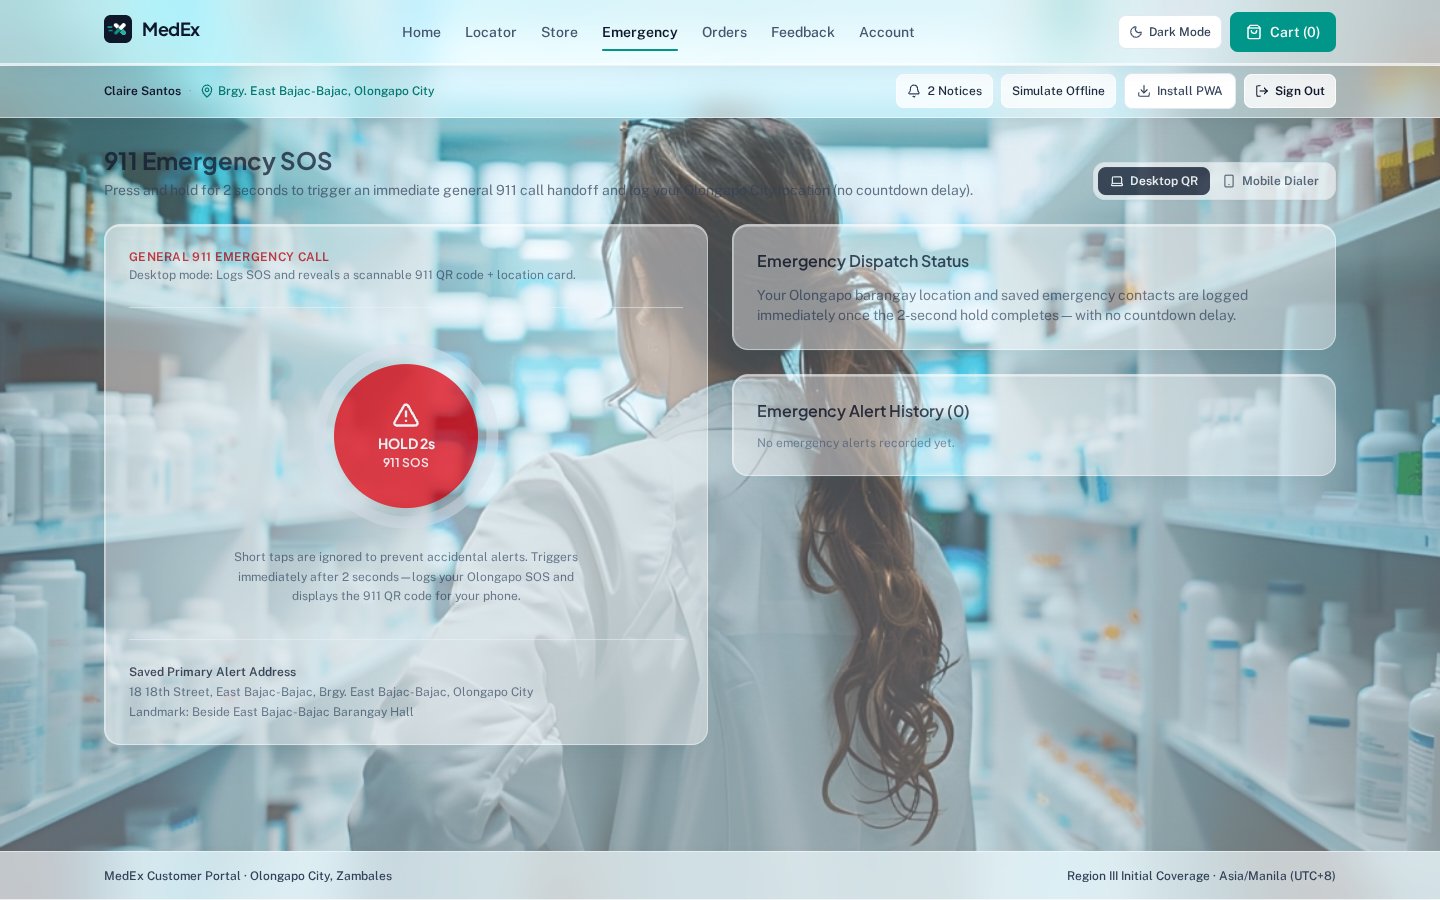 MedEx
Home
Locator
Store
Emergency
Orders
Feedback
Account
Dark Mode
Cart (0)
Claire Santos · Brgy. East Bajac-Bajac, Olongapo City
2 Notices
Simulate Offline
Install PWA
Sign Out
911 Emergency SOS
Press and hold for 2 seconds to trigger an immediate general 911 call handoff and log your Olongapo City location (no countdown delay).
Desktop QR
Mobile Dialer
GENERAL 911 EMERGENCY CALL
Desktop mode: Logs SOS and reveals a scannable 911 QR code + location card.
HOLD 2s
911 SOS
Short taps are ignored to prevent accidental alerts. Triggers
immediately after 2 seconds—logs your Olongapo SOS and
displays the 911 QR code for your phone.
Saved Primary Alert Address
18 18th Street, East Bajac-Bajac, Brgy. East Bajac-Bajac, Olongapo City
Landmark: Beside East Bajac-Bajac Barangay Hall
Emergency Dispatch Status
Your Olongapo barangay location and saved emergency contacts are logged
immediately once the 2-second hold completes—with no countdown delay.
Emergency Alert History (0)
No emergency alerts recorded yet.
MedEx Customer Portal · Olongapo City, Zambales
Region III Initial Coverage · Asia/Manila (UTC+8)